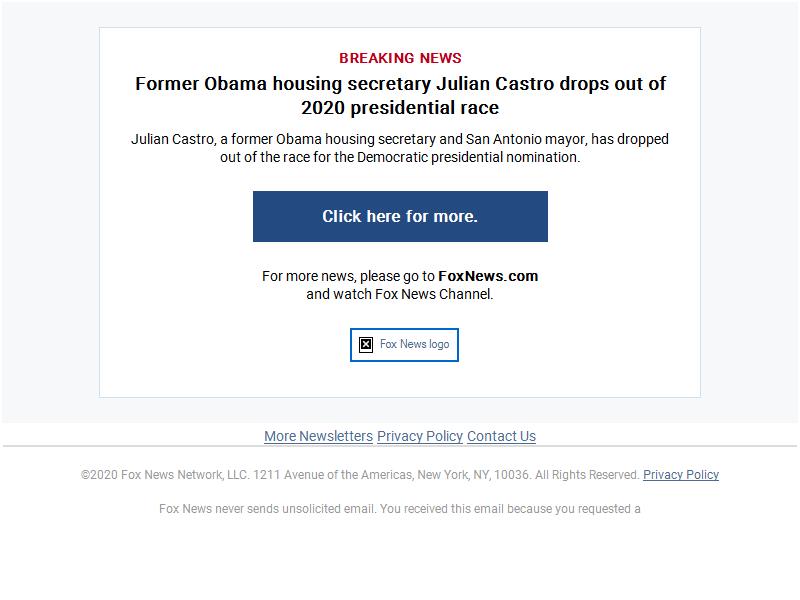 BREAKING NEWS
Former Obama housing secretary Julian Castro drops out of
2020 presidential race
Julian Castro, a former Obama housing secretary and San Antonio mayor, has dropped
out of the race for the Democratic presidential nomination.
Click here for more.
For more news, please go to FoxNews.com
and watch Fox News Channel.
Fox News logo
More Newsletters Privacy Policy Contact Us
©2020 Fox News Network, LLC. 1211 Avenue of the Americas, New York, NY, 10036. All Rights Reserved. Privacy Policy
Fox News never sends unsolicited email. You received this email because you requested a